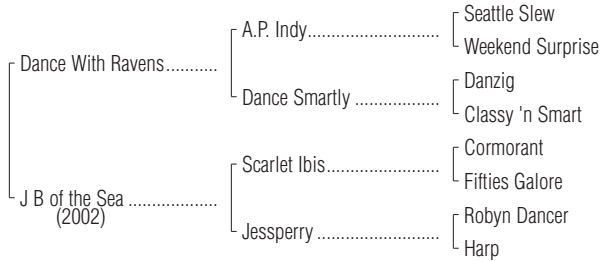 Seattle Slew
A.P. Indy..............................
Weekend Surprise
Dance With Ravens...........
Danzig
Dance Smartly ...................
Classy 'n Smart
Cormorant
Scarlet Ibis.........................
Fifties Galore
J B of the Sea ...................
(2002)
Robyn Dancer
Jessperry ...........................
Harp